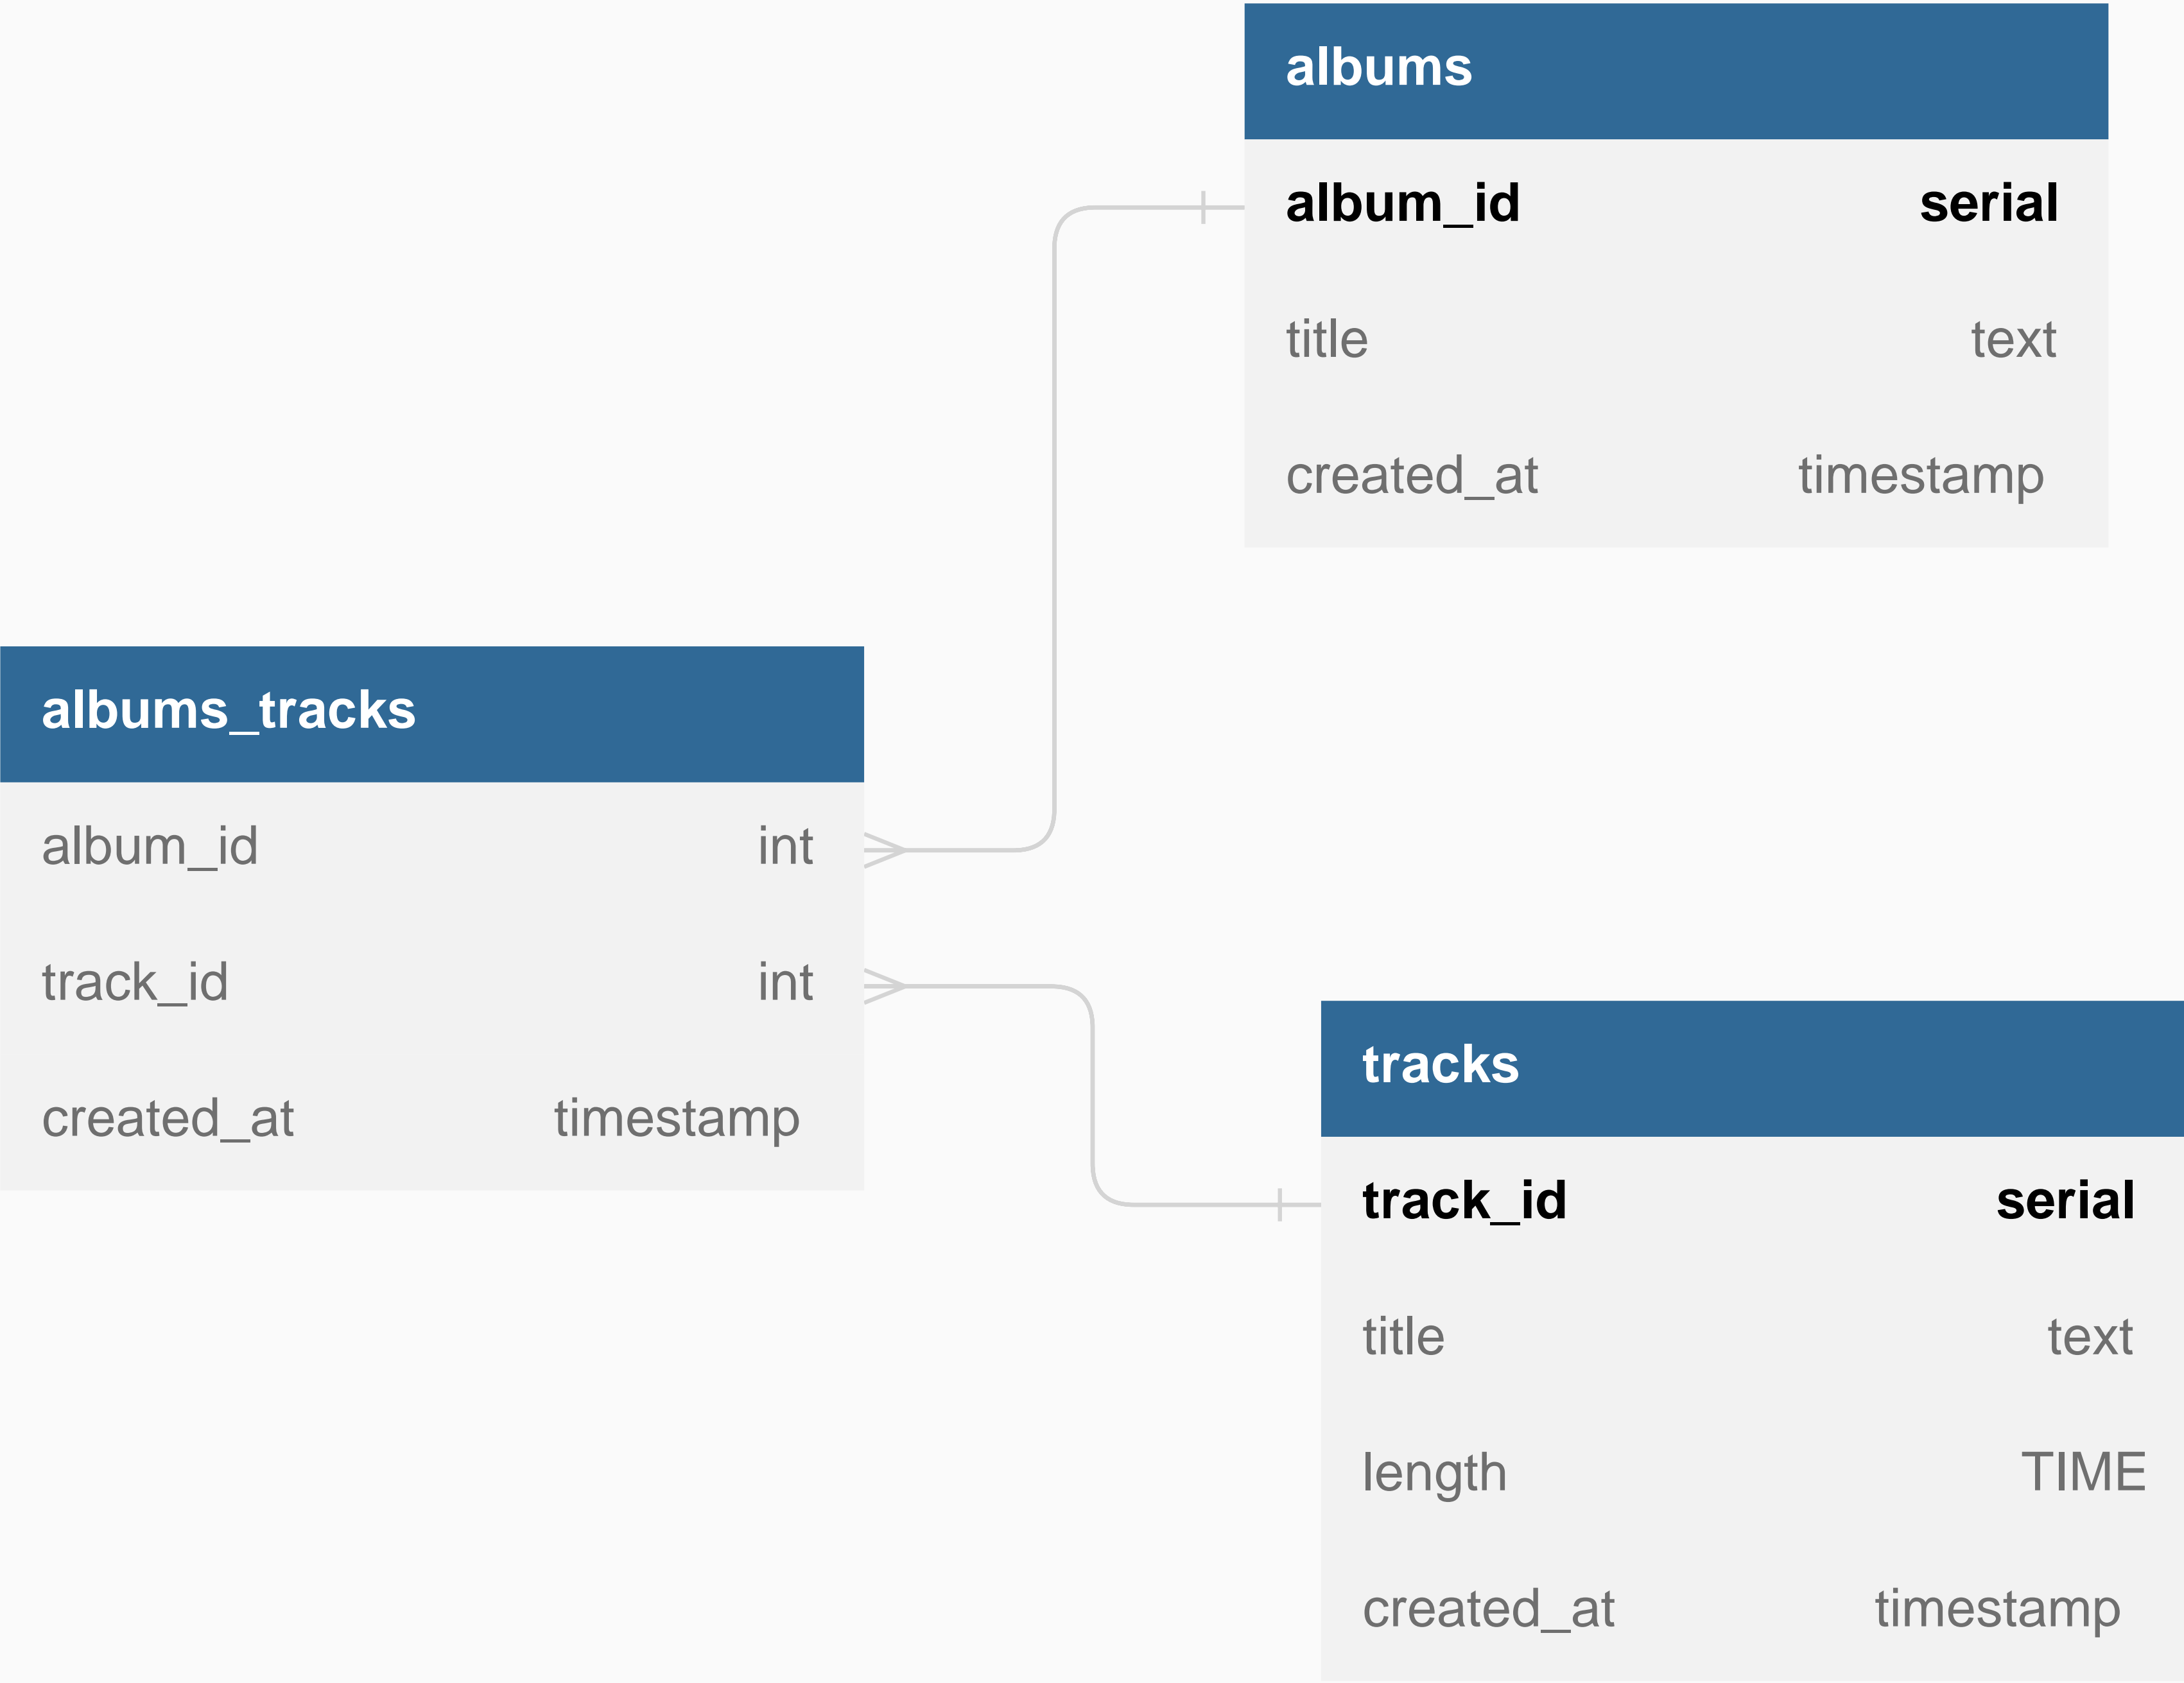 albums
album_id serial
title text
created_at timestamp
albums_tracks
album_id int
track_id int
created_at timestamp
tracks
track_id serial
title text
length TIME
created_at timestamp